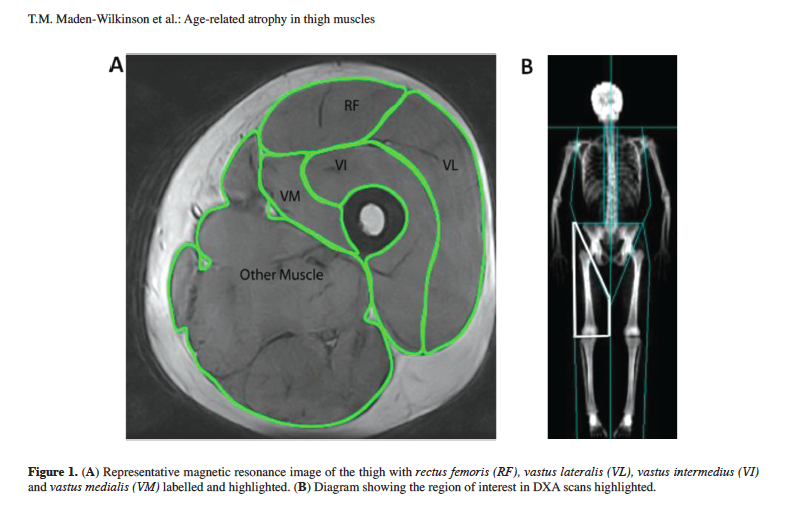 T.M. Maden-Wilkinson et al.: Age-related atrophy in thigh muscles
A
B
RF
VI
VL
VM
Other Muscle
Figure 1. (A) Representative magnetic resonance image of the thigh with rectus femoris (RF), vastus lateralis (VL), vastus intermedius (VI)
and vastus medialis (VM) labelled and highlighted. (B) Diagram showing the region of interest in DXA scans highlighted.